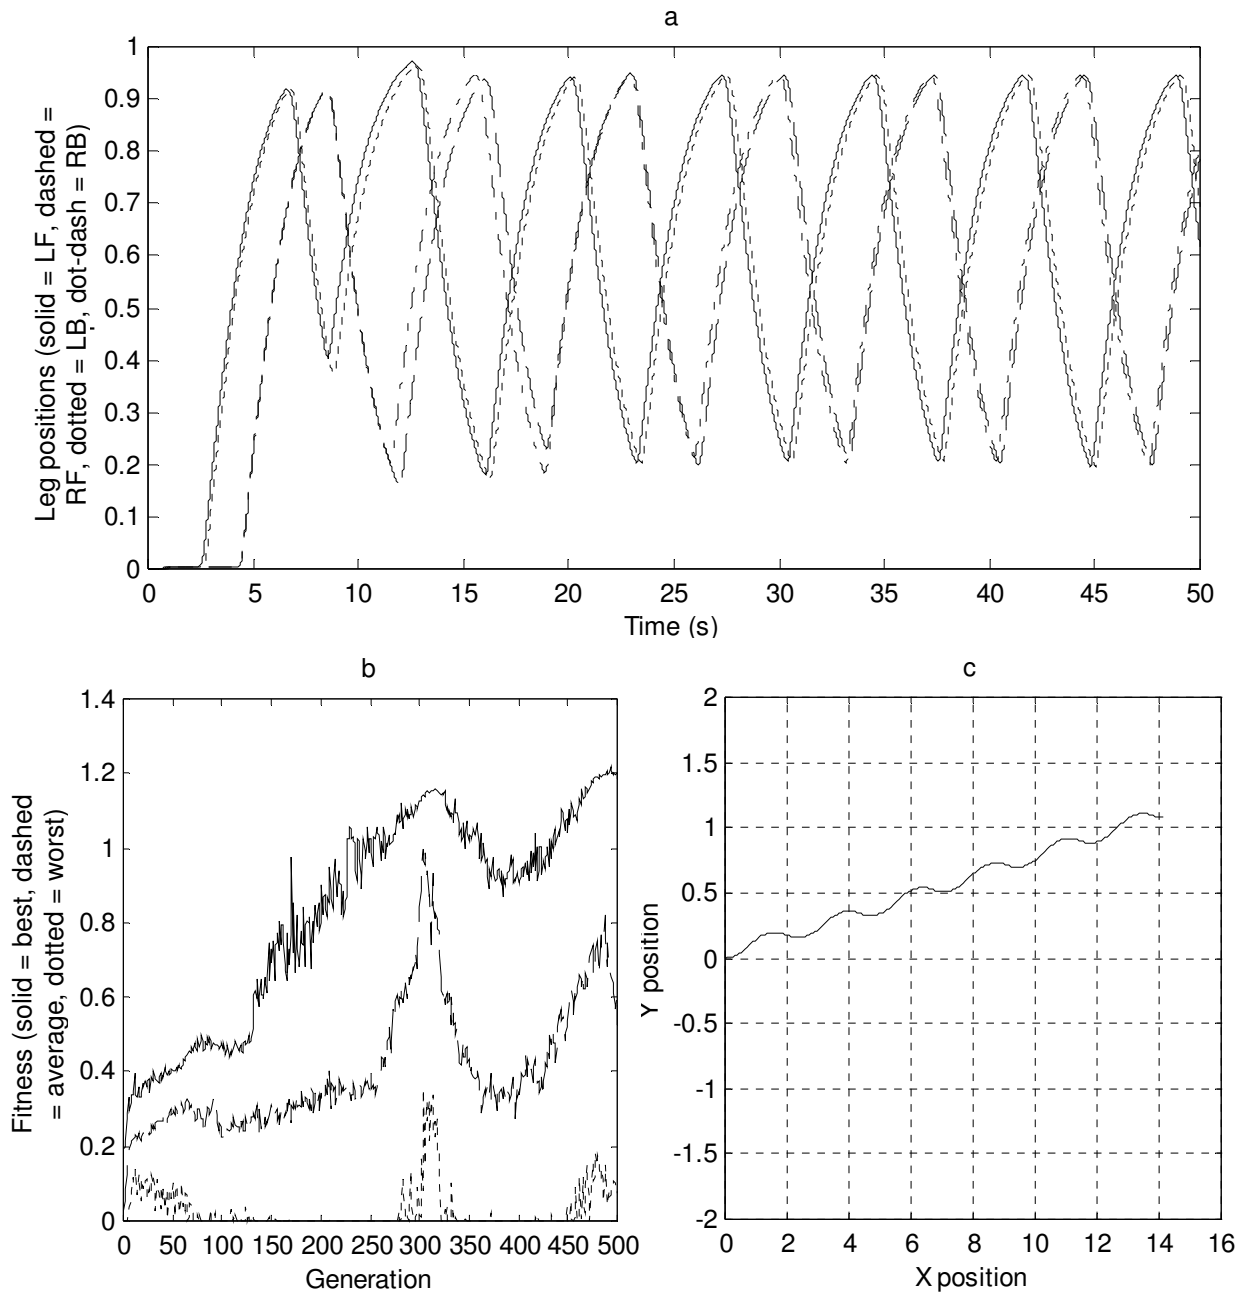 a
1
0.9
0.8
0.7
0.6
0.5
0.4
0.3
0.2
0.1
0
Leg positions (solid = LF, dashed =
RF, dotted = LB, dot-dash = RB)
0 5 10 15 20 25 30 35 40 45 50
Time (s)
b
1.4
1.2
1
0.8
0.6
0.4
0.2
0
Fitness (solid = best, dashed
= average, dotted = worst)
0 50 100 150 200 250 300 350 400 450 500
Generation
c
2
1.5
1
0.5
0
-0.5
-1
-1.5
-2
Y position
0 2 4 6 8 10 12 14 16
X position